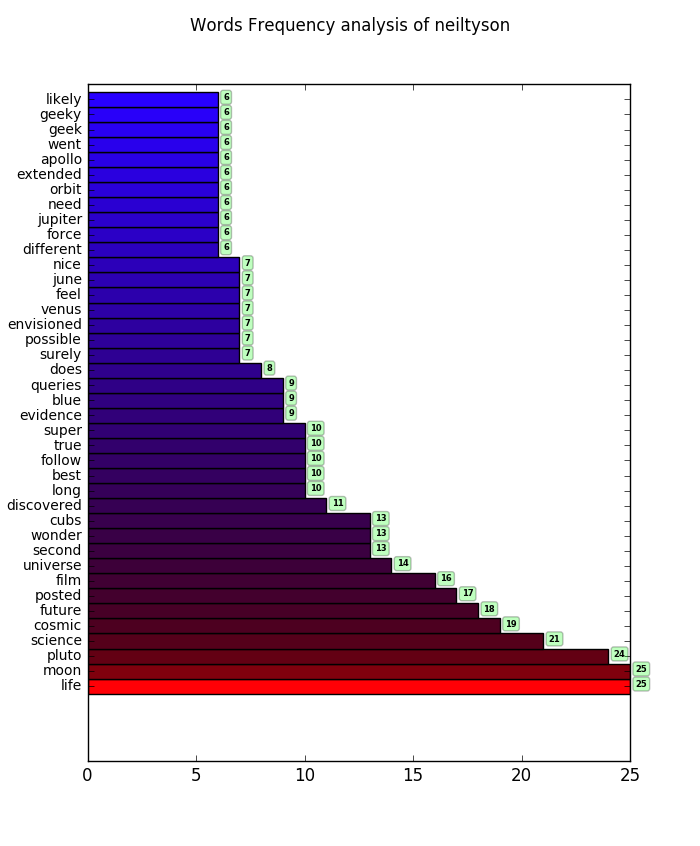 Words Frequency analysis of neiltyson
likely 6
geeky 6
geek 6
went 6
apollo 6
extended 6
orbit 6
need 6
jupiter 6
force 6
different 6
nice 7
june 7
feel 7
venus 7
envisioned 7
possible 7
surely 7
does 8
queries 9
blue 9
evidence 9
super 10
true 10
follow 10
best 10
long 10
discovered 11
cubs 13
wonder 13
second 13
universe 14
film 16
posted 17
future 18
cosmic 19
science 21
pluto 24
moon 25
life 25
0 5 10 15 20 25